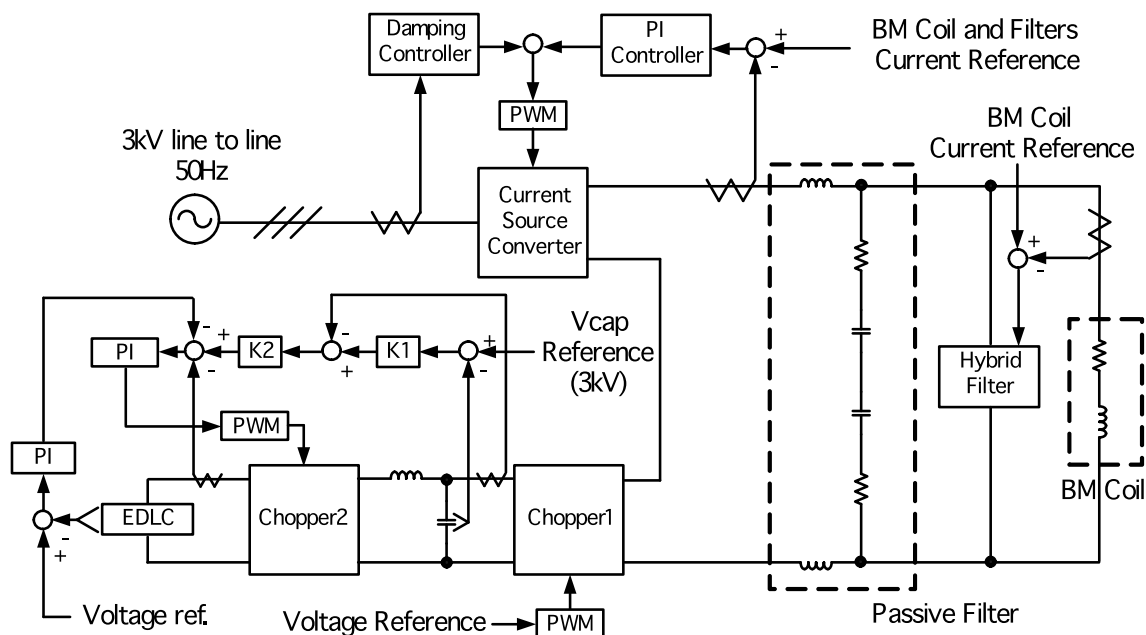 Damping
Controller
PI
Controller
+
-
BM Coil and Filters
Current Reference
PWM
3kV line to line
50Hz
Current
Source
Converter
BM Coil
Current Reference
+
-
-
+
PI
K2
-
+
K1
+
-
Vcap
Reference
(3kV)
-
Hybrid
Filter
PWM
PI
EDLC
Chopper2
Chopper1
BM Coil
-
+
Voltage ref.
Voltage Reference
PWM
Passive Filter